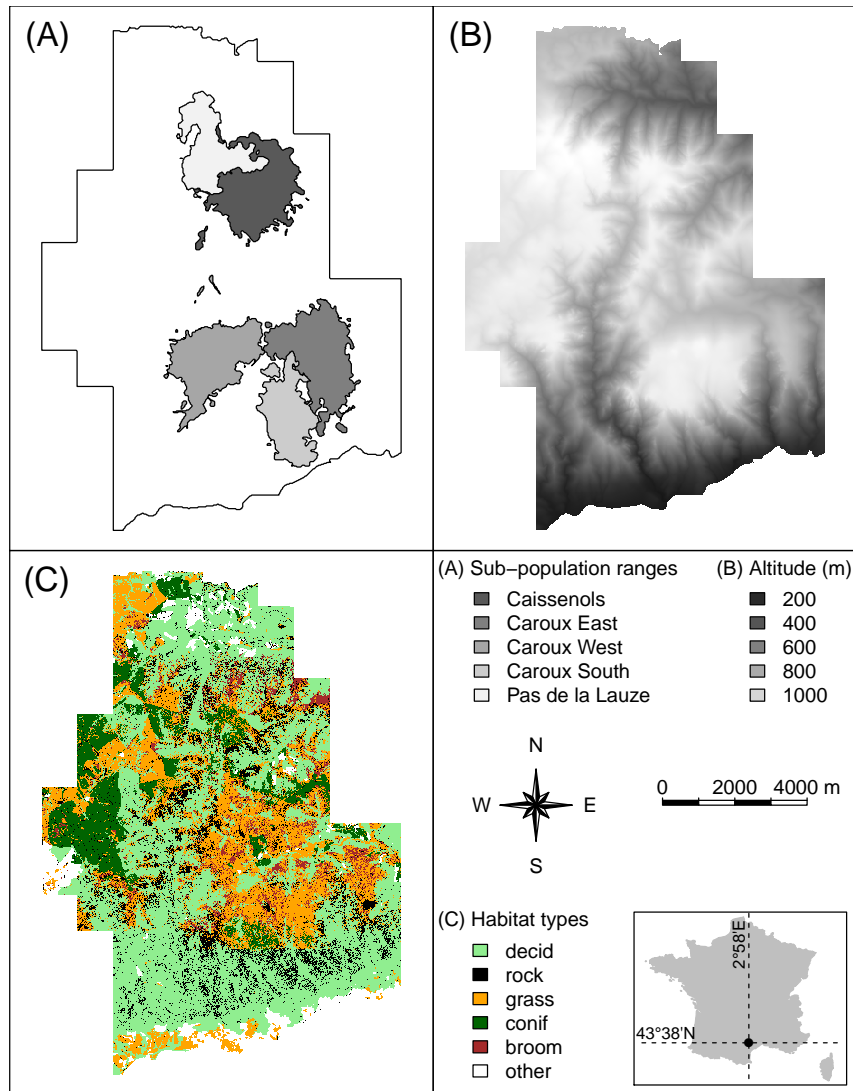 (A)
(B)
(C)
(A) Sub−population ranges
Caissenols
Caroux East
Caroux West
Caroux South
Pas de la Lauze
(B) Altitude (m)
200
400
600
800
1000
N
W
E
S
0 2000 4000 m
(C) Habitat types
decid
rock
grass
conif
broom
other
2°58'E
43°38'N